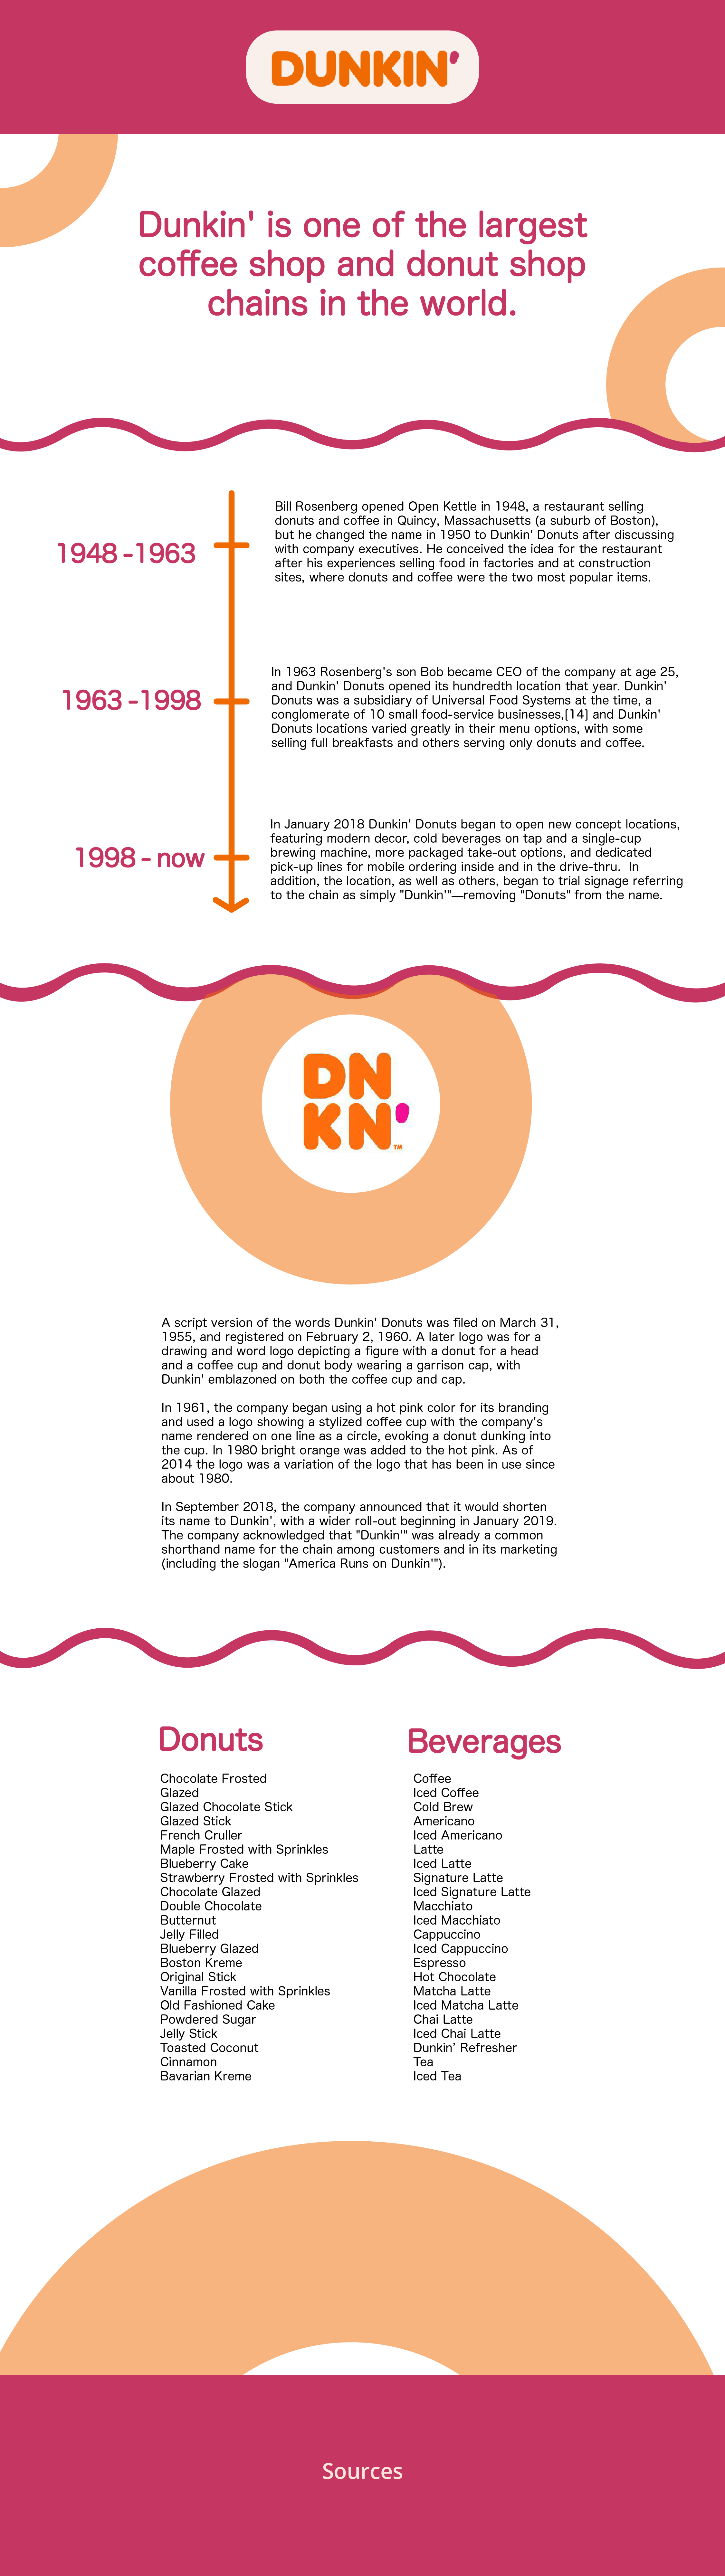 DUNKIN'
Dunkin' is one of the largest
coffee shop and donut shop
chains in the world.
1948 -1963
Bill Rosenberg opened Open Kettle in 1948, a restaurant selling
donuts and coffee in Quincy, Massachusetts (a suburb of Boston),
but he changed the name in 1950 to Dunkin' Donuts after discussing
with company executives. He conceived the idea for the restaurant
after his experiences selling food in factories and at construction
sites, where donuts and coffee were the two most popular items.
1963 -1998
In 1963 Rosenberg's son Bob became CEO of the company at age 25,
and Dunkin' Donuts opened its hundredth location that year. Dunkin'
Donuts was a subsidiary of Universal Food Systems at the time, a
conglomerate of 10 small food-service businesses,[14] and Dunkin'
Donuts locations varied greatly in their menu options, with some
selling full breakfasts and others serving only donuts and coffee.
1998 - now
In January 2018 Dunkin' Donuts began to open new concept locations,
featuring modern decor, cold beverages on tap and a single-cup
brewing machine, more packaged take-out options, and dedicated
pick-up lines for mobile ordering inside and in the drive-thru.  In
addition, the location, as well as others, began to trial signage referring
to the chain as simply "Dunkin'"—removing "Donuts" from the name.
DN
KN'
TM
A script version of the words Dunkin' Donuts was filed on March 31,
1955, and registered on February 2, 1960. A later logo was for a
drawing and word logo depicting a figure with a donut for a head
and a coffee cup and donut body wearing a garrison cap, with
Dunkin' emblazoned on both the coffee cup and cap.
In 1961, the company began using a hot pink color for its branding
and used a logo showing a stylized coffee cup with the company's
name rendered on one line as a circle, evoking a donut dunking into
the cup. In 1980 bright orange was added to the hot pink. As of
2014 the logo was a variation of the logo that has been in use since
about 1980.
In September 2018, the company announced that it would shorten
its name to Dunkin', with a wider roll-out beginning in January 2019.
The company acknowledged that "Dunkin'" was already a common
shorthand name for the chain among customers and in its marketing
(including the slogan "America Runs on Dunkin'").
Donuts
Chocolate Frosted
Glazed
Glazed Chocolate Stick
Glazed Stick
French Cruller
Maple Frosted with Sprinkles
Blueberry Cake
Strawberry Frosted with Sprinkles
Chocolate Glazed
Double Chocolate
Butternut
Jelly Filled
Blueberry Glazed
Boston Kreme
Original Stick
Vanilla Frosted with Sprinkles
Old Fashioned Cake
Powdered Sugar
Jelly Stick
Toasted Coconut
Cinnamon
Bavarian Kreme
Beverages
Coffee
Iced Coffee
Cold Brew
Americano
Iced Americano
Latte
Iced Latte
Signature Latte
Iced Signature Latte
Macchiato
Iced Macchiato
Cappuccino
Iced Cappuccino
Espresso
Hot Chocolate
Matcha Latte
Iced Matcha Latte
Chai Latte
Iced Chai Latte
Dunkin’ Refresher
Tea
Iced Tea
Sources